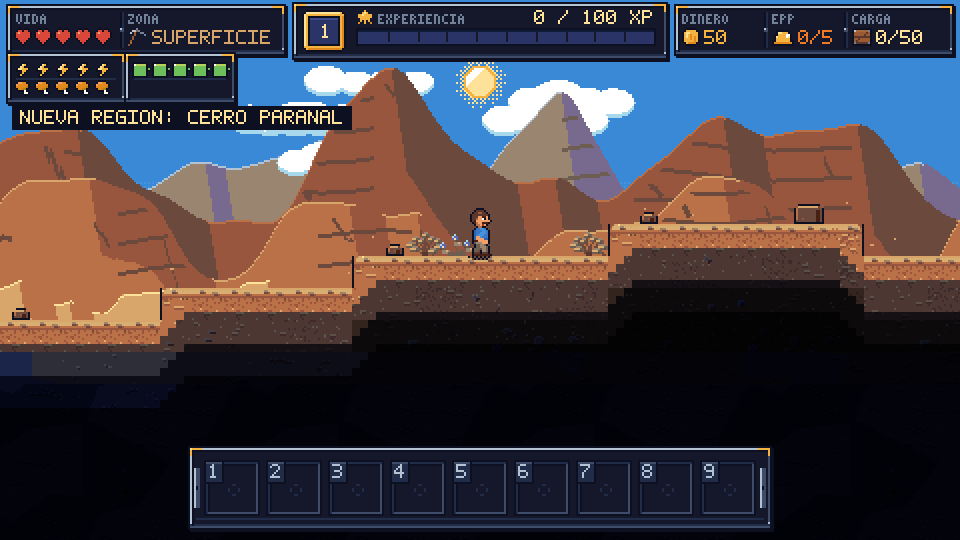 VIDA
ZONA
SUPERFICIE
1
EXPERIENCIA
0 / 100 XP
DINERO
50
EPP
0/5
CARGA
0/50
NUEVA REGION: CERRO PARANAL
1 2 3 4 5 6 7 8 9